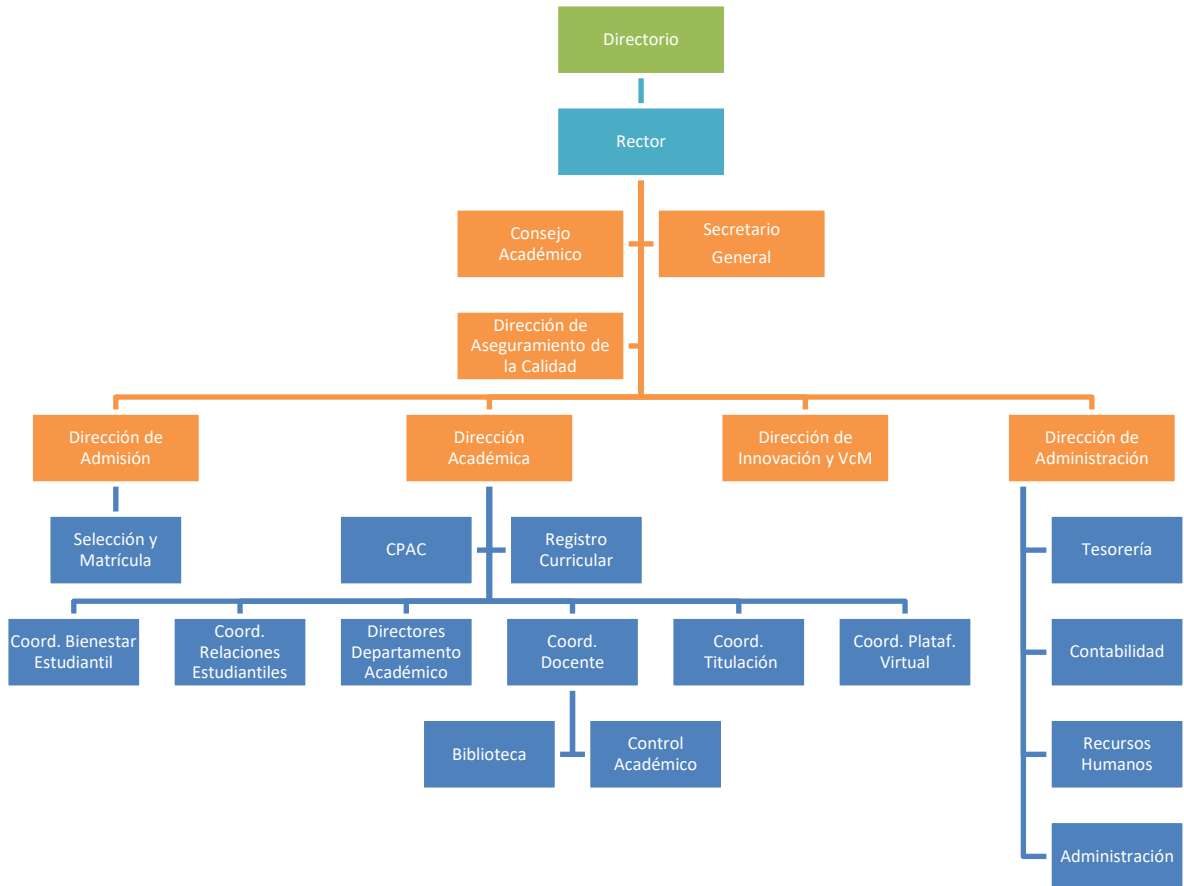 Directorio
Rector
Consejo
Académico
Secretario
General
Dirección de
Aseguramiento de
la Calidad
Dirección de
Admisión
Dirección
Académica
Dirección de
Innovación y VcM
Dirección de
Administración
Selección y
Matrícula
CPAC
Registro
Curricular
Tesorería
Coord. Bienestar
Estudiantil
Coord.
Relaciones
Estudiantiles
Directores
Departamento
Académico
Coord.
Docente
Coord.
Titulación
Coord. Plataf.
Virtual
Contabilidad
Biblioteca
Control
Académico
Recursos
Humanos
Administración